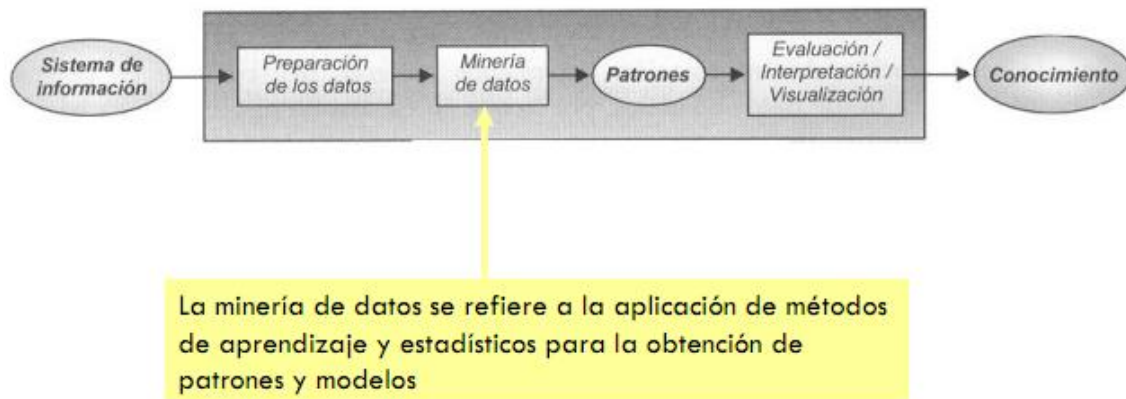 Sistema de
información
Preparación
de los datos
Minería
de datos
Patrones
Evaluación /
Interpretación /
Visualización
Conocimiento
La minería de datos se refiere a la aplicación de métodos
de aprendizaje y estadísticos para la obtención de
patrones y modelos